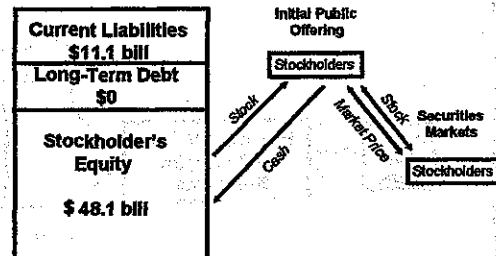 Current Liabilities
$11.1 bill
Long-Term Debt
$0
Stockholder's
Equity
$ 48.1 bill
Initial Public
Offering
Stockholders
Stock
Cash
Stock
Market Price
Securities
Markets
Stockholders